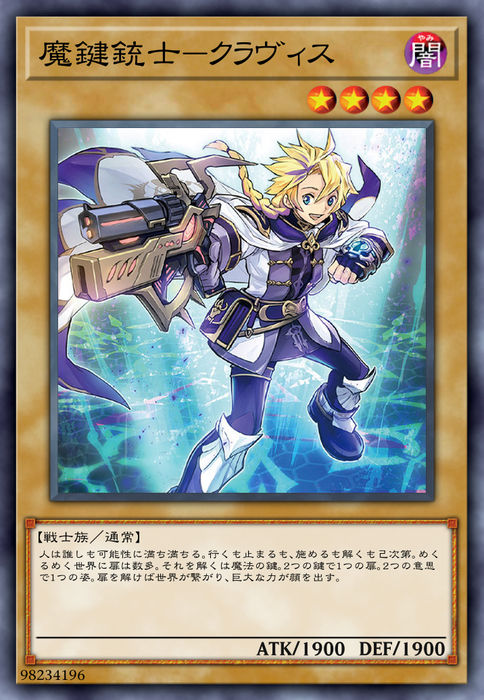 魔鍵銃士－クラヴィス
やみ
闇
【戦士族／通常】
人は誰しも可能性に満ち満ちる。行くも止まるも、施めるも解くも己次第。めく
るめく世界に扉は数多。それを解くは魔法の鍵。2つの鍵で1つの扉。2つの意思
で1つの姿。扉を解けば世界が繋がり、巨大な力が顔を出す。
ATK/1900 DEF/1900
98234196